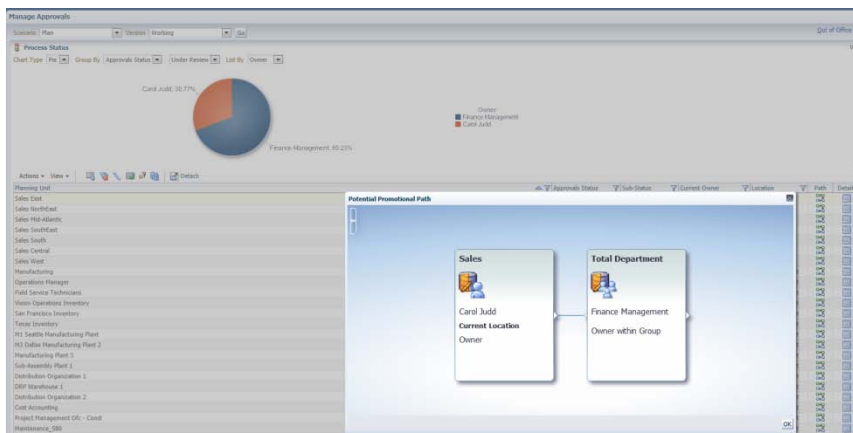 Manage Approvals
Scenario Plan Version Working Go
Out of Office
Process Status
Chart Type Pie Group By Approvals Status Under Review List By Owner
Carol Judd, 30.77%
Owner
Finance Management
Carol Judd
Finance Management, 69.23%
Actions View Detach
Planning Unit Approvals Status Sub-Status Current Owner Location Path Detail
Sales East
Sales NorthEast
Sales Mid-Atlantic
Sales SouthEast
Sales South
Sales Central
Sales West
Manufacturing
Operations Manager
Field Service Technicians
Vision Operations Inventory
San Francisco Inventory
Texas Inventory
M1 Seattle Manufacturing Plant
M2 Dallas Manufacturing Plant 2
Manufacturing Plant 3
Sub-Assembly Plant 1
Distribution Organization 1
DRP Warehouse 1
Distribution Organization 2
Cost Accounting
Project Management Ofc - Const
Potential Promotional Path
Sales
Carol Judd
Current Location
Owner
Total Department
Finance Management
Owner within Group
OK